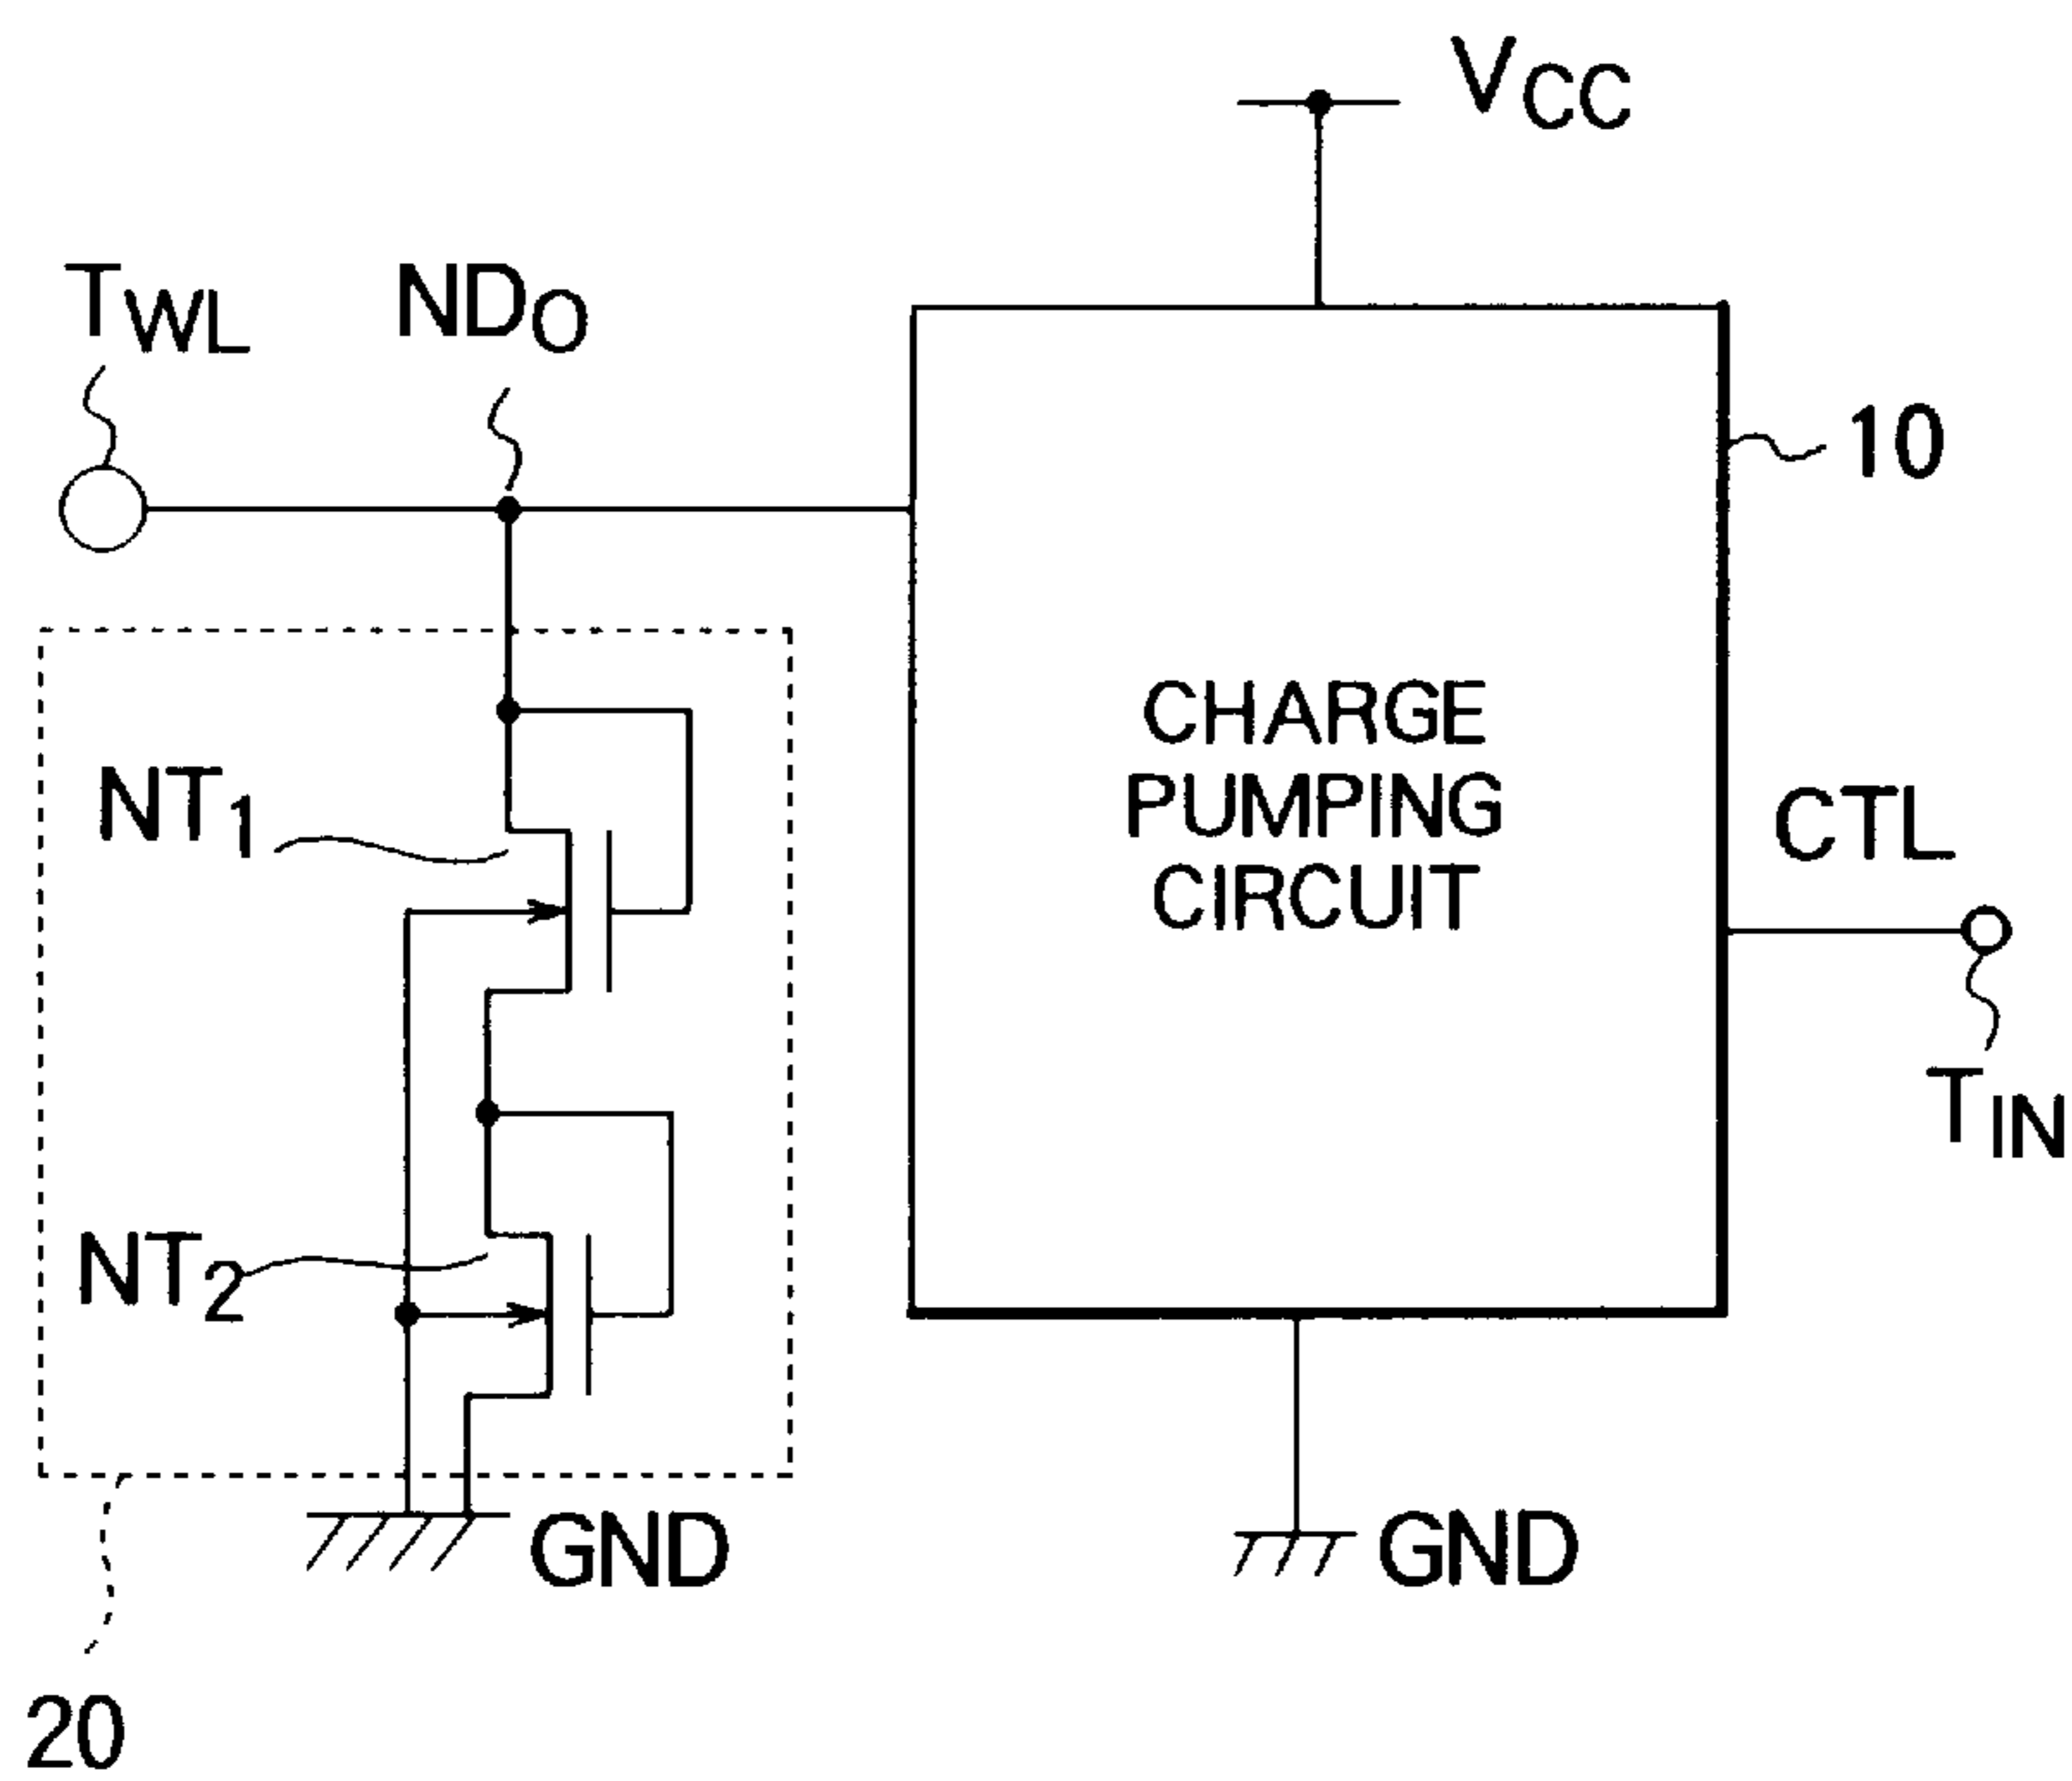 VCC
TWL
NDO
10
CHARGE
PUMPING
CIRCUIT
NT1
CTL
TIN
NT2
GND
GND
20